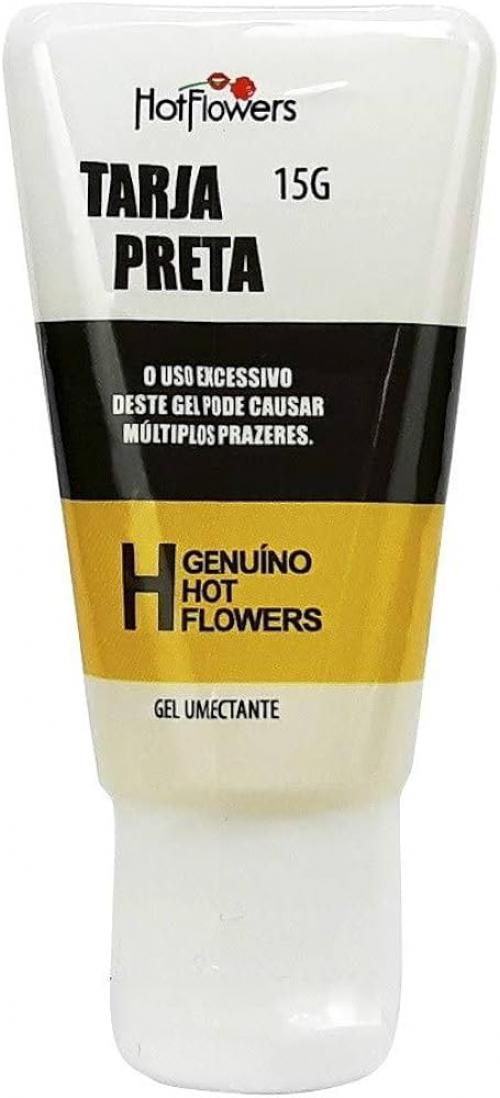 HotFlowers
TARJA
15G
PRETA
O USO EXCESSIVO
DESTE GEL PODE CAUSAR
MÚLTIPLOS PRAZERES.
H
GENUÍNO
HOT
FLOWERS
GEL UMECTANTE